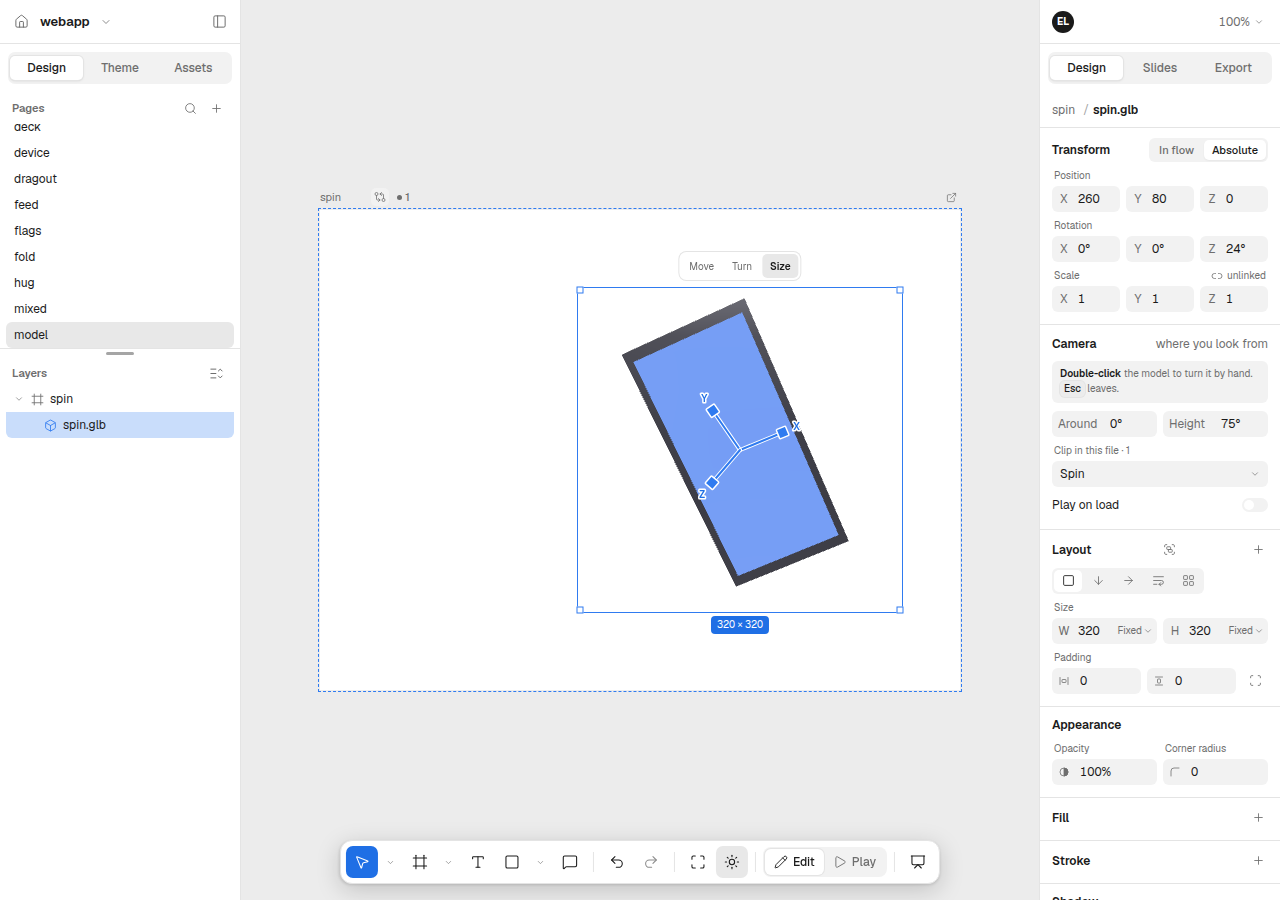 webapp
Design
Theme
Assets
Pages
deck
device
dragout
feed
flags
fold
hug
mixed
model
Layers
spin
spin.glb
spin
1
Move
Turn
Size
Y
X
Z
320 × 320
Edit
Play
EL
100%
Design
Slides
Export
spin / spin.glb
Transform
In flow
Absolute
Position
X 260
Y 80
Z 0
Rotation
X 0°
Y 0°
Z 24°
Scale
unlinked
X 1
Y 1
Z 1
Camera
where you look from
Double-click the model to turn it by hand.
Esc leaves.
Around 0°
Height 75°
Clip in this file · 1
Spin
Play on load
Layout
Size
W 320 Fixed
H 320 Fixed
Padding
0
0
Appearance
Opacity
Corner radius
100%
0
Fill
Stroke
Shadow